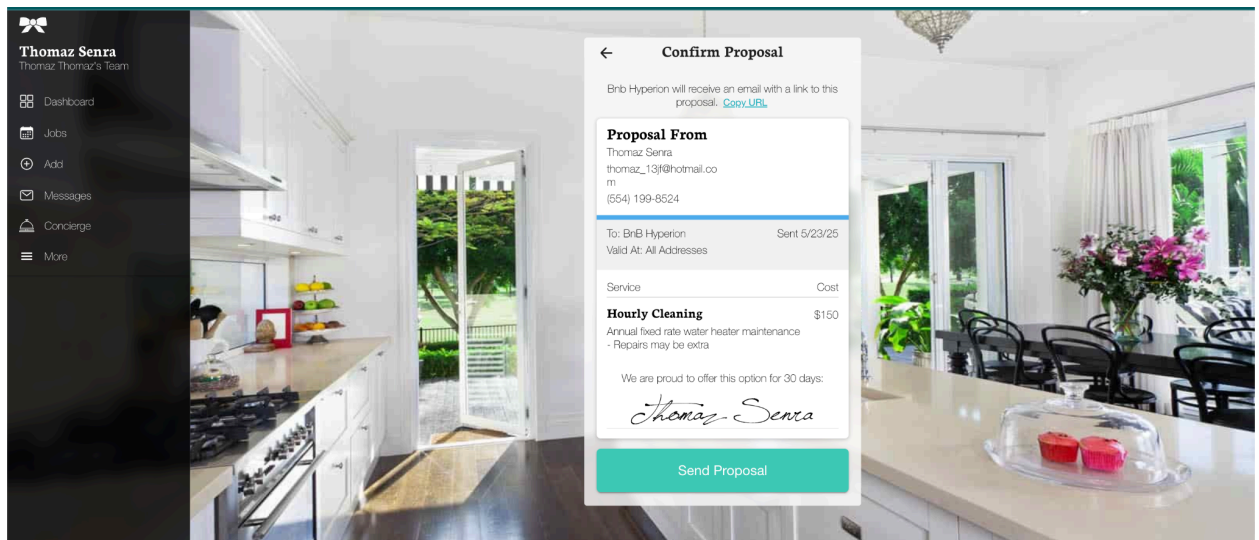 Thomaz Senra
Thomaz Thomaz's Team
Dashboard
Jobs
Add
Messages
Concierge
More
Confirm Proposal
Bnb Hyperion will receive an email with a link to this
proposal. Copy URL
Proposal From
Thomaz Senra
thomaz_13jf@hotmail.co
m
(554) 199-8524
To: BnB Hyperion Sent 5/23/25
Valid At: All Addresses
Service Cost
Hourly Cleaning $150
Annual fixed rate water heater maintenance
- Repairs may be extra
We are proud to offer this option for 30 days:
Thomaz Senra
Send Proposal